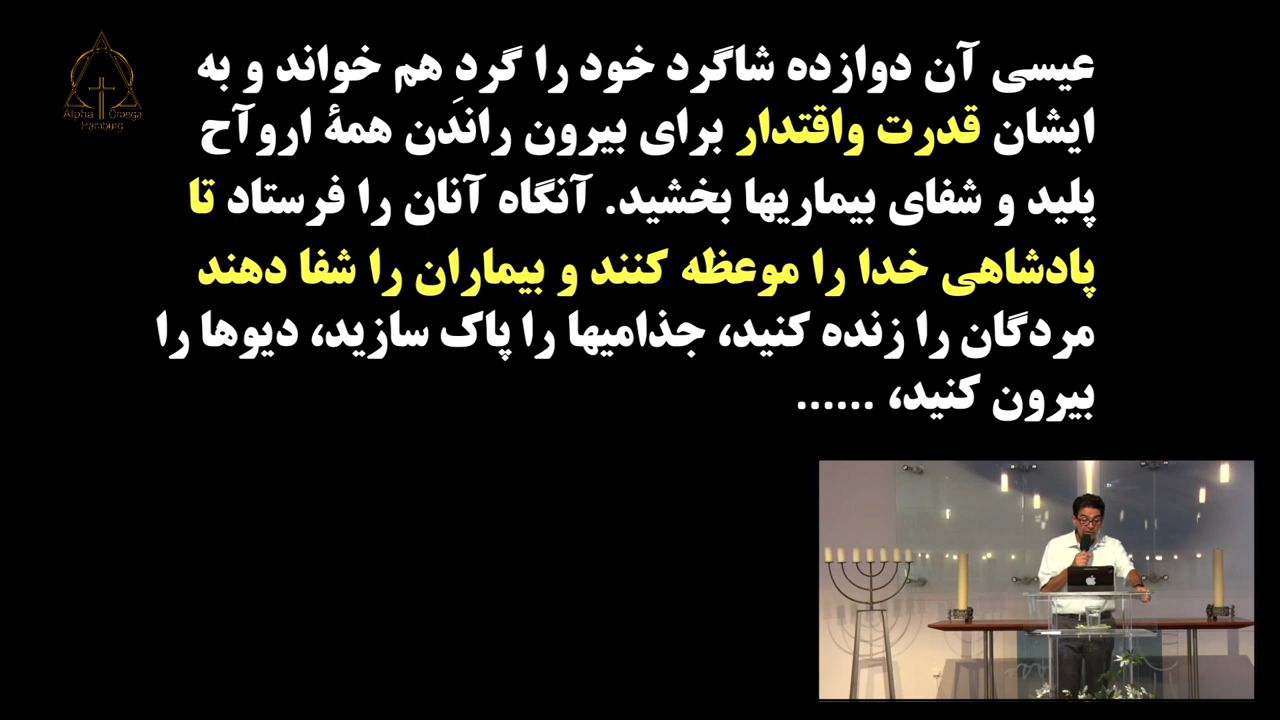 عیسی آن دوازده شاگرد خود را گردِ هم خواند و به
ایشان قدرت واقتدار برای بیرون راندَن همۀ اروآح
پلید و شفای بیماریها بخشید. آنگاه آنان را فرستاد تا
پادشاهی خدا را موعظه کنند و بیماران را شفا دهند
مردگان را زنده کنید، جذامیها را پاک سازید، دیوها را
بیرون کنید، ......
Alpha Omega
Hamburg